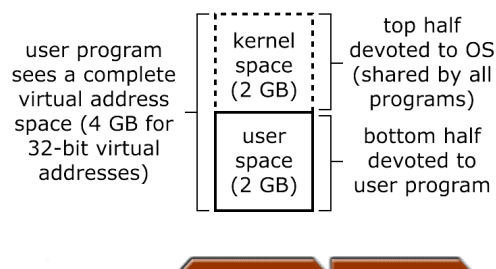 user program
sees a complete
virtual address
space (4 GB for
32-bit virtual
addresses)
kernel
space
(2 GB)
user
space
(2 GB)
top half
devoted to OS
(shared by all
programs)
bottom half
devoted to
user program